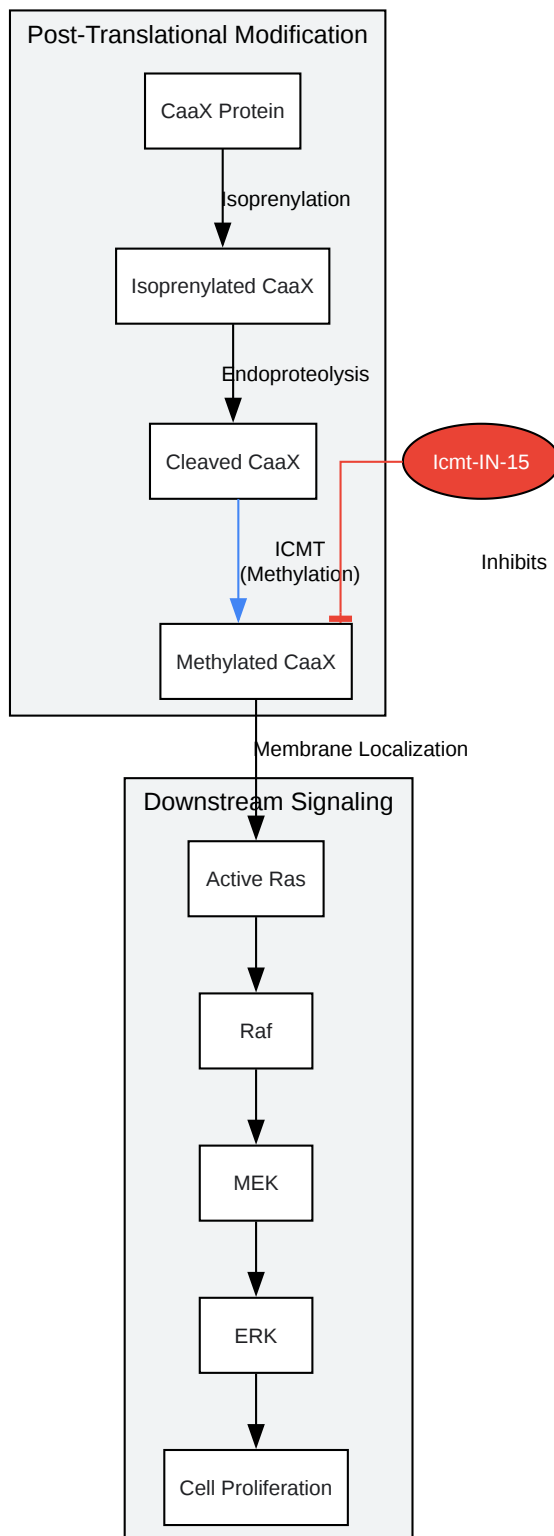 Post-Translational Modification
CaaX Protein
Isoprenylation
Isoprenylated CaaX
Endoproteolysis
Cleaved CaaX
Icmt-IN-15
ICMT
(Methylation)
Inhibits
Methylated CaaX
Membrane Localization
Downstream Signaling
Active Ras
Raf
MEK
ERK
Cell Proliferation